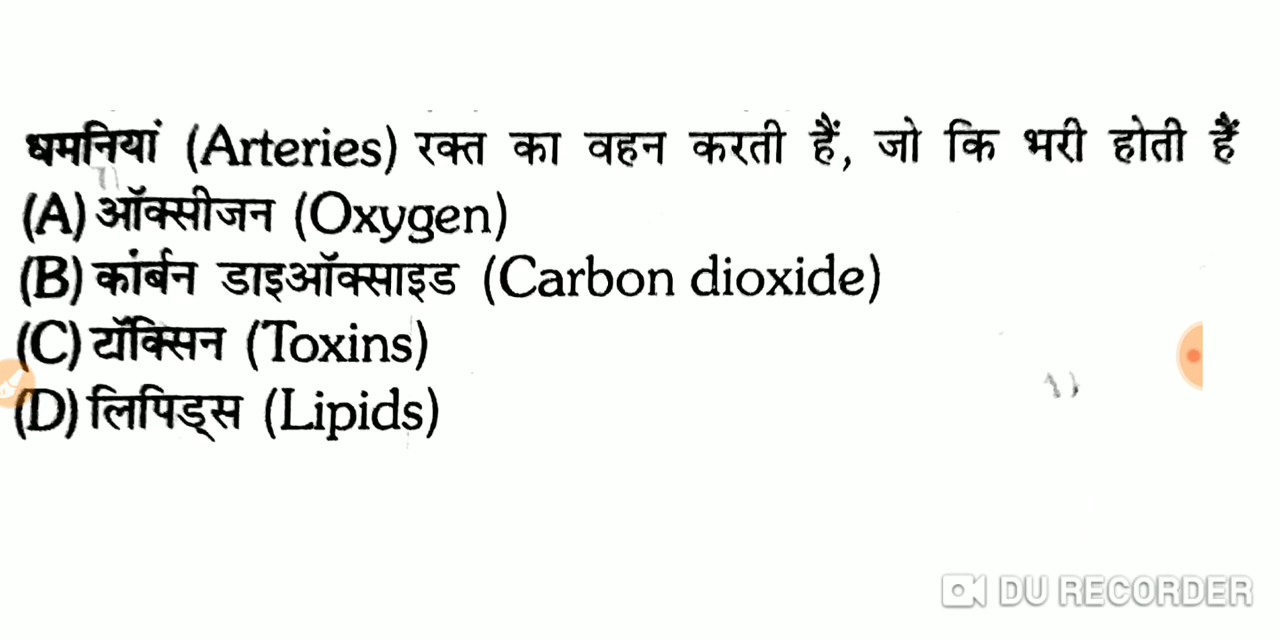 धमनियां (Arteries) रक्त का वहन करती हैं, जो कि भरी होती हैं
(A) ऑक्सीजन (Oxygen)
(B) कांर्बन डाइऑक्साइड (Carbon dioxide)
(C) टॉक्सिन (Toxins)
(D) लिपिड्स (Lipids)
DU RECORDER